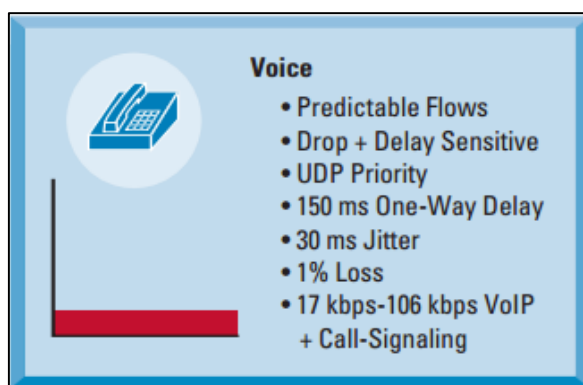 Voice
• Predictable Flows
• Drop + Delay Sensitive
• UDP Priority
• 150 ms One-Way Delay
• 30 ms Jitter
• 1% Loss
• 17 kbps-106 kbps VoIP
+ Call-Signaling